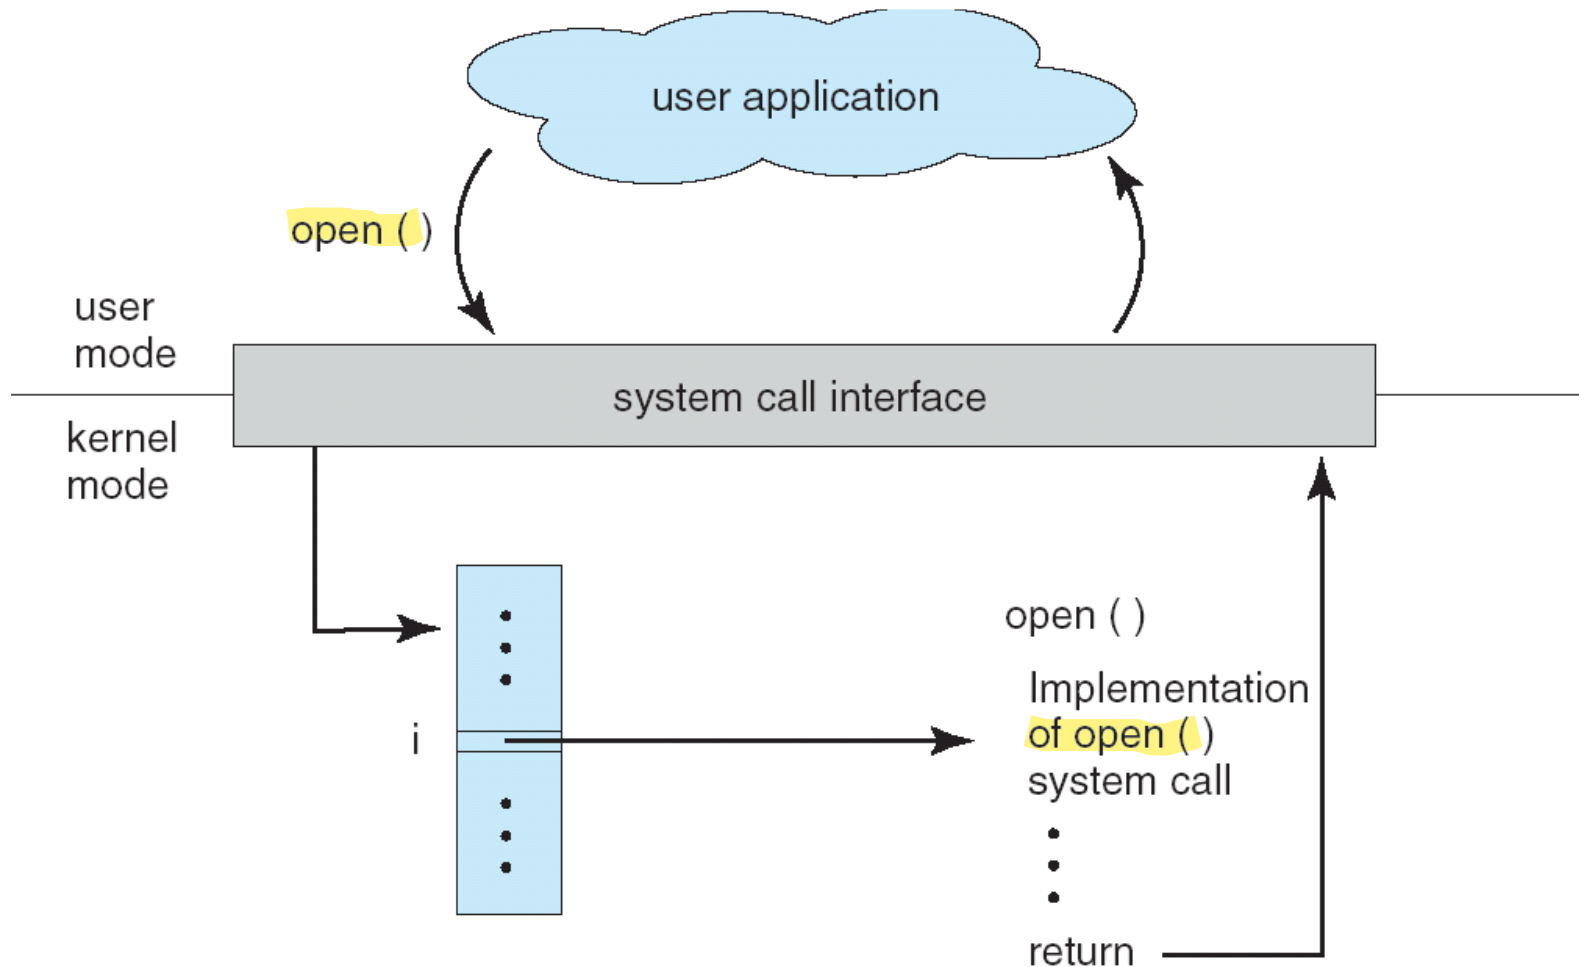 user application
open ( )
user
mode
system call interface
kernel
mode
open ( )
Implementation
of open ( )
system call
i
return